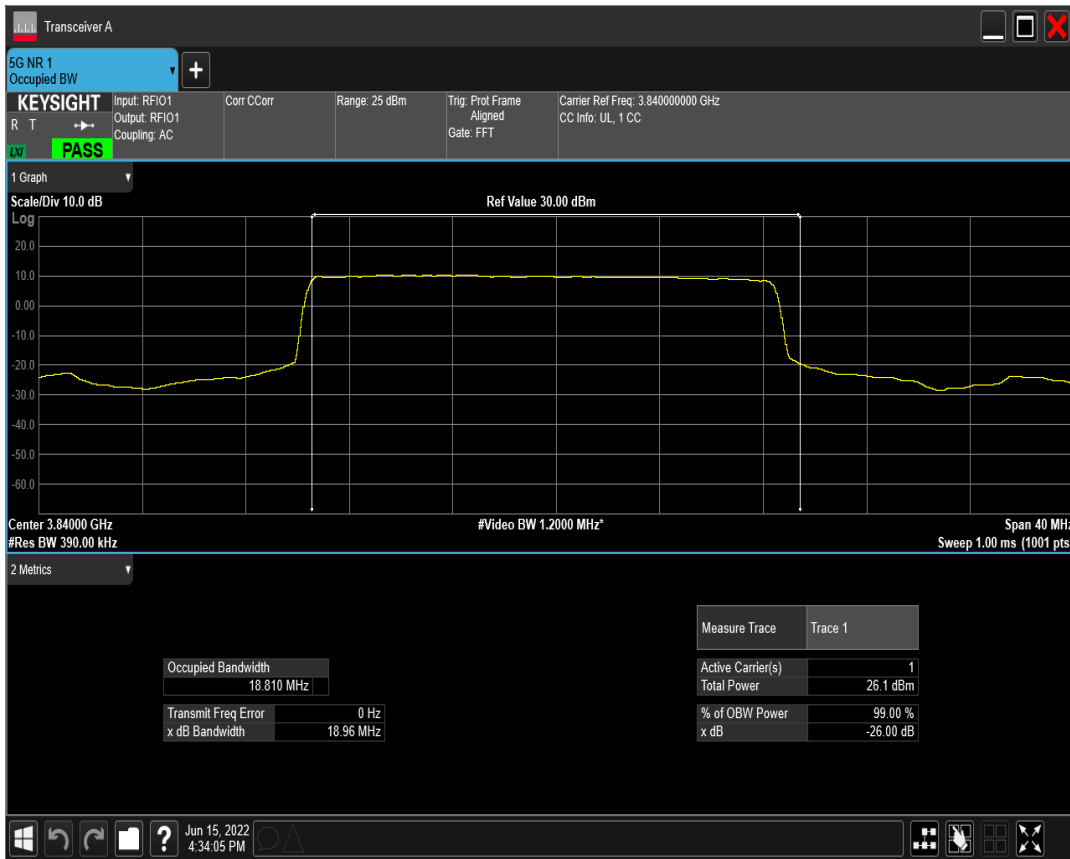 Transceiver A
5G NR 1
Occupied BW
KEYSIGHT
R T
LXI
PASS
Input: RFIO1
Output: RFIO1
Coupling: AC
Corr CCorr
Range: 25 dBm
Trig: Prot Frame
Aligned
Gate: FFT
Carrier Ref Freq: 3.840000000 GHz
CC Info: UL, 1 CC
1 Graph
Scale/Div 10.0 dB
Ref Value 30.00 dBm
Log
20.0
10.0
0.00
-10.0
-20.0
-30.0
-40.0
-50.0
-60.0
Center 3.84000 GHz
#Video BW 1.2000 MHz*
Span 40 MHz
#Res BW 390.00 kHz
Sweep 1.00 ms (1001 pts
2 Metrics
Measure Trace Trace 1
Occupied Bandwidth
18.810 MHz
Active Carrier(s) 1
Total Power 26.1 dBm
Transmit Freq Error 0 Hz
x dB Bandwidth 18.96 MHz
% of OBW Power 99.00 %
x dB -26.00 dB
?
Jun 15, 2022
4:34:05 PM